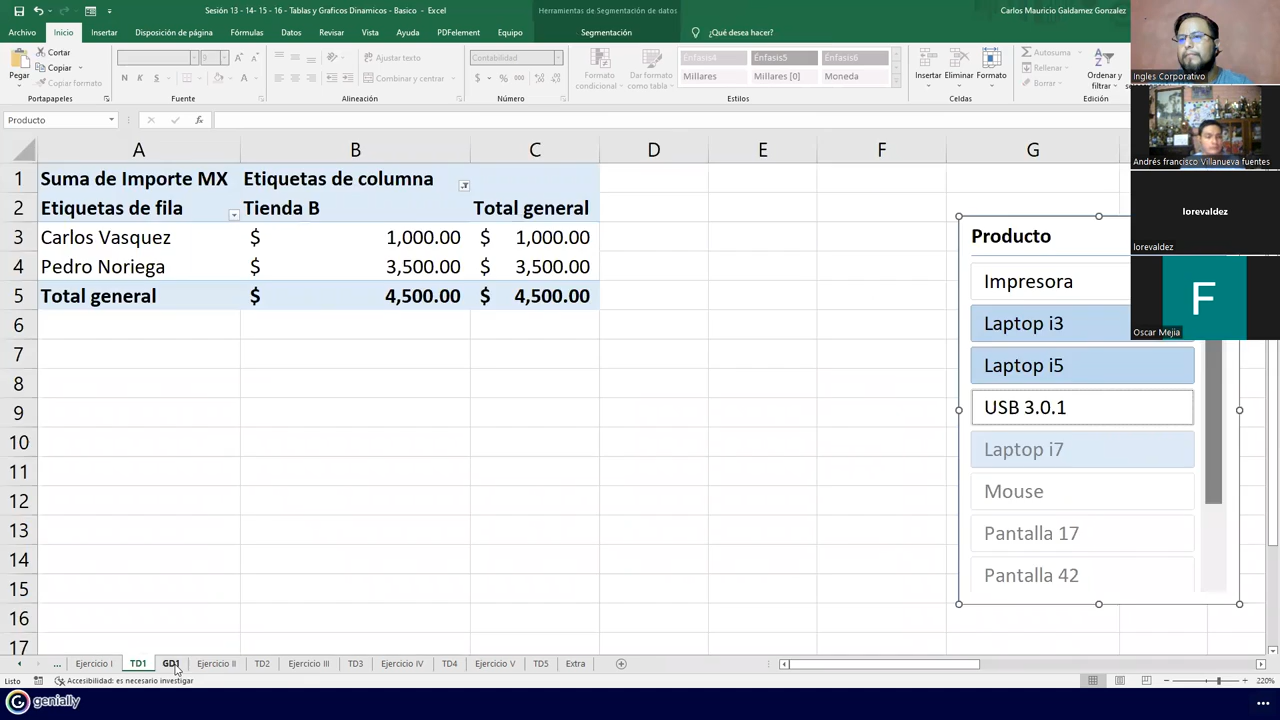 Sesión 13 - 14- 15 - 16 - Tablas y Graficos Dinamicos - Basico - Excel
Herramientas de Segmentación de datos
Carlos Mauricio Galdamez Gonzalez
Archivo Inicio Insertar Disposición de página Fórmulas Datos Revisar Vista Ayuda PDFelement Equipo Segmentación ¿Qué desea hacer?
Pegar
Cortar
Copiar
Copiar formato
Portapapeles
N K S
Fuente
Ajustar texto
Combinar y centrar
Alineación
Contabilidad
$ % 000
Número
Formato condicional
Dar formato como tabla
Énfasis4 Énfasis5 Énfasis6
Millares Millares [0] Moneda
Estilos
Insertar Eliminar Formato
Celdas
Autosuma
Rellenar
Borrar
Ordenar y
Edición
Ingles Corporativo
Producto
fx
A B C D E F G
1 Suma de Importe MX Etiquetas de columna
2 Etiquetas de fila Tienda B Total general
3 Carlos Vasquez $ 1,000.00 $ 1,000.00
4 Pedro Noriega $ 3,500.00 $ 3,500.00
5 Total general $ 4,500.00 $ 4,500.00
6
7
8
9
10
11
12
13
14
15
16
17
Andrés francisco Villanueva fuentes
lorevaldez
lorevaldez
F
Oscar Mejia
Producto
Impresora
Laptop i3
Laptop i5
USB 3.0.1
Laptop i7
Mouse
Pantalla 17
Pantalla 42
... Ejercicio I TD1 GD1 Ejercicio II TD2 Ejercicio III TD3 Ejercicio IV TD4 Ejercicio V TD5 Extra
Listo Accesibilidad: es necesario investigar 220%
genially